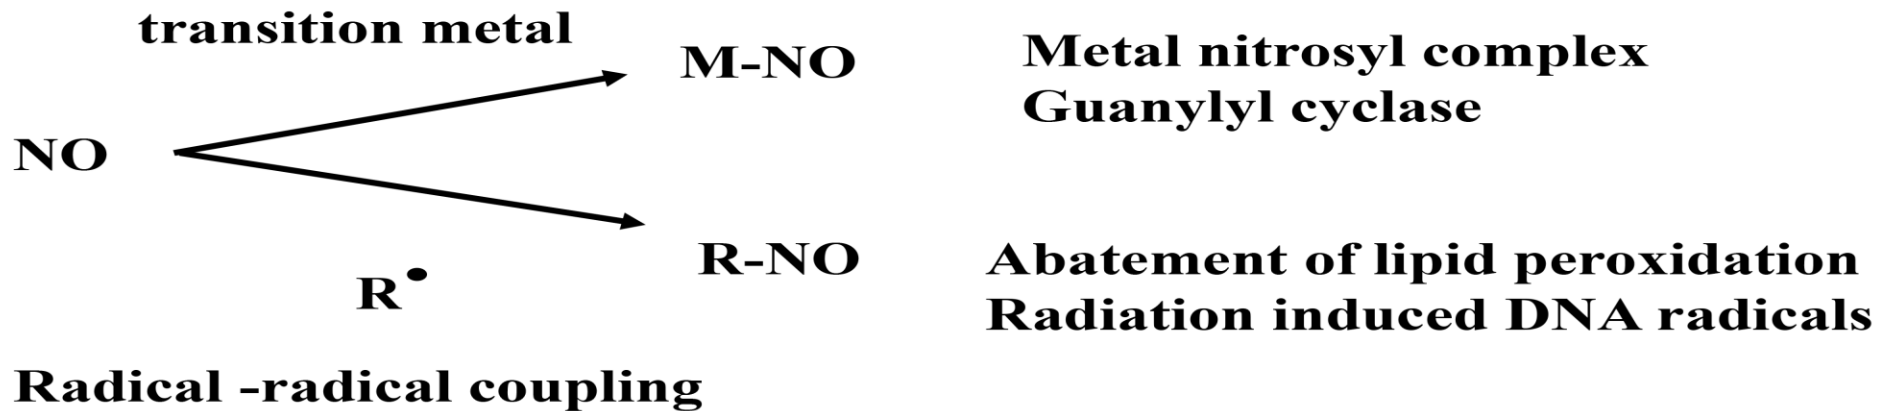 transition metal
M-NO
Metal nitrosyl complex
Guanylyl cyclase
NO
R-NO
Abatement of lipid peroxidation
Radiation induced DNA radicals
R•
Radical -radical coupling